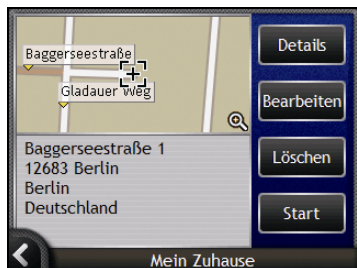 Baggerseestraße
Gladauer Weg
Baggerseestraße 1
12683 Berlin
Berlin
Deutschland
Details
Bearbeiten
Löschen
Start
Mein Zuhause